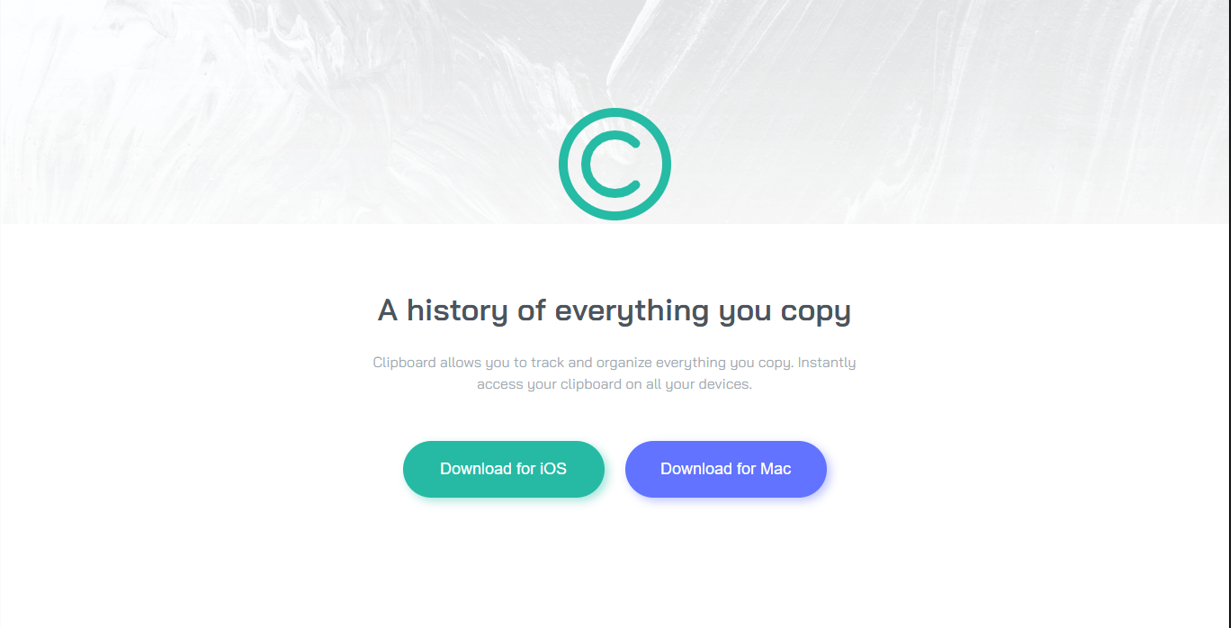 A history of everything you copy
Clipboard allows you to track and organize everything you copy. Instantly
access your clipboard on all your devices.
Download for iOS
Download for Mac